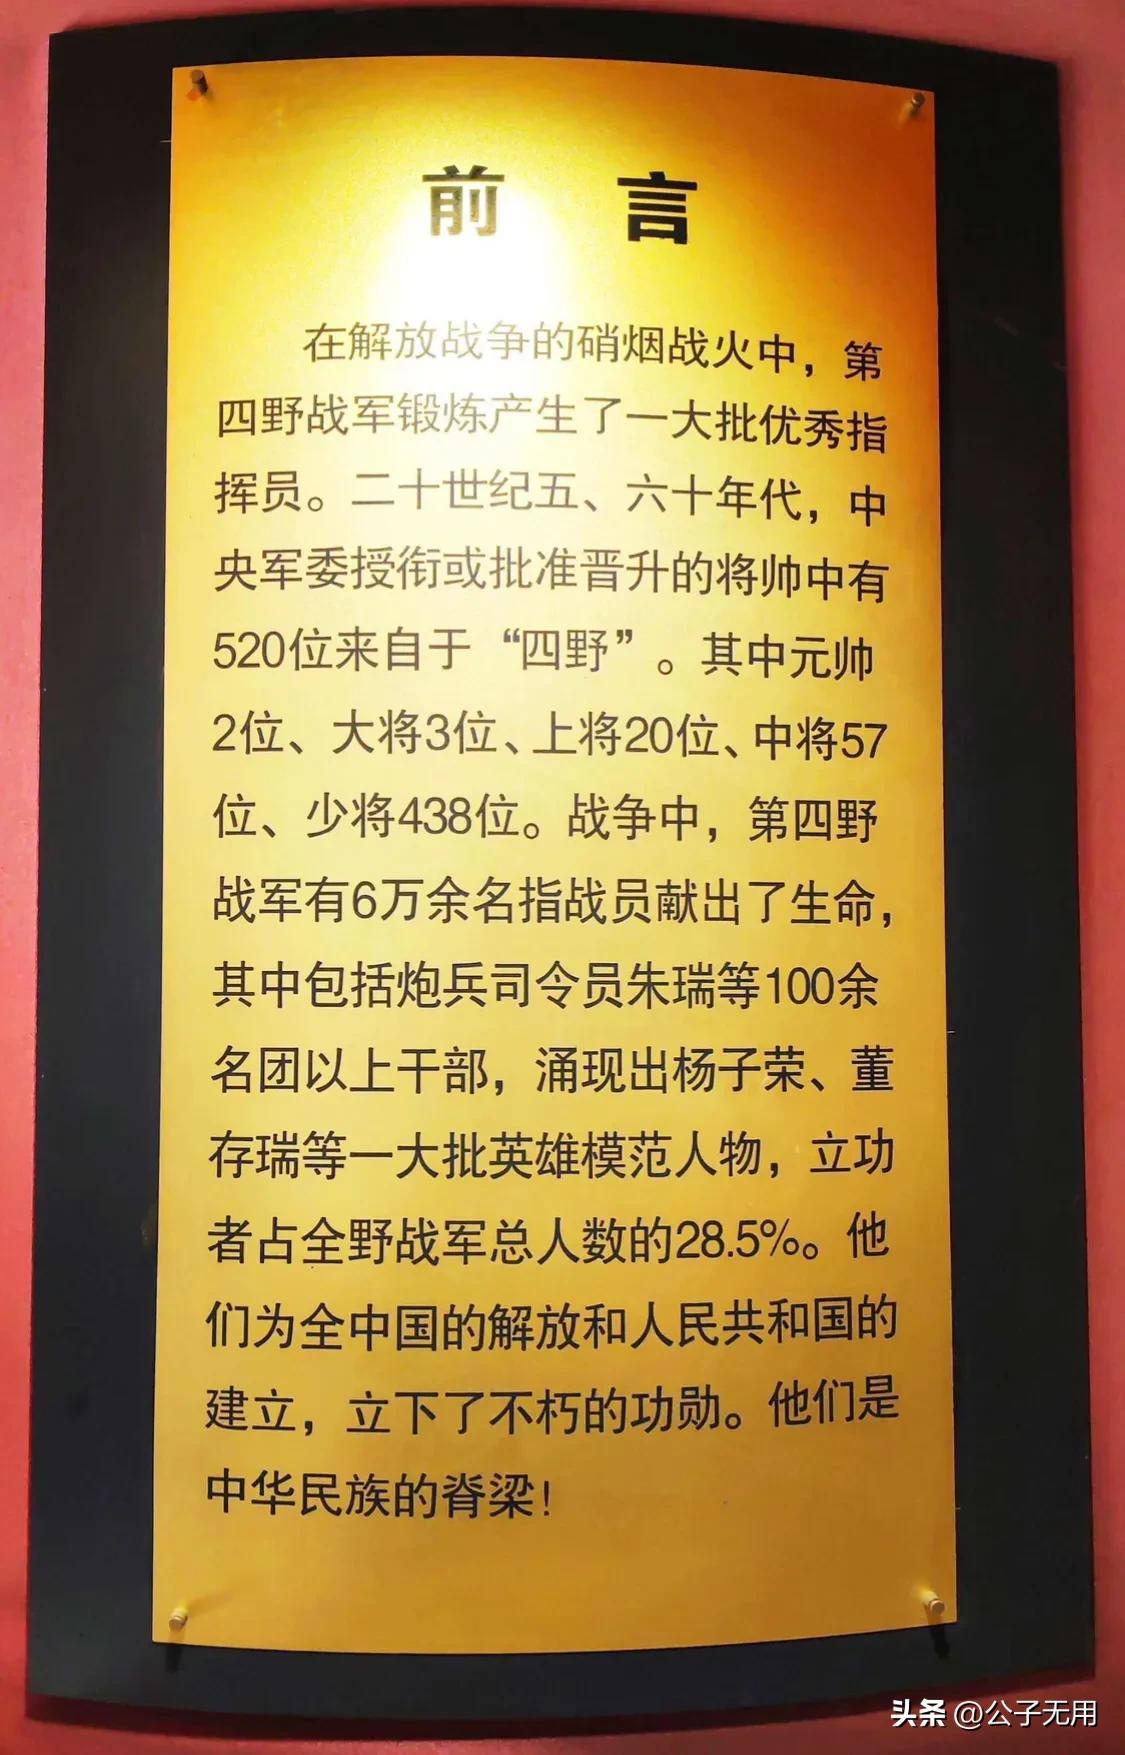 前 言
在解放战争的硝烟战火中，第
四野战军锻炼产生了一大批优秀指
挥员。二十世纪五、六十年代，中
央军委授衔或批准晋升的将帅中有
520位来自于“四野”。其中元帅
2位、大将3位、上将20位、中将57
位、少将438位。战争中，第四野
战军有6万余名指战员献出了生命，
其中包括炮兵司令员朱瑞等100余
名团以上干部，涌现出杨子荣、董
存瑞等一大批英雄模范人物，立功
者占全野战军总人数的28.5%。他
们为全中国的解放和人民共和国的
建立，立下了不朽的功勋。他们是
中华民族的脊梁！
头条 @公子无用